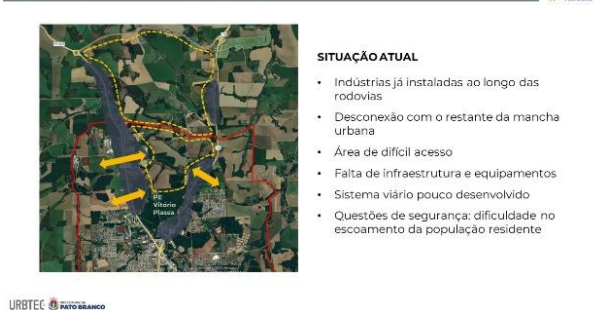 SITUAÇÃO ATUAL
• Indústrias já instaladas ao longo das
rodovias
• Desconexão com o restante da mancha
urbana
• Área de difícil acesso
• Falta de infraestrutura e equipamentos
• Sistema viário pouco desenvolvido
• Questões de segurança: dificuldade no
escoamento da população residente
PE
Vitório
Piassa
URBTEC
PATO BRANCO